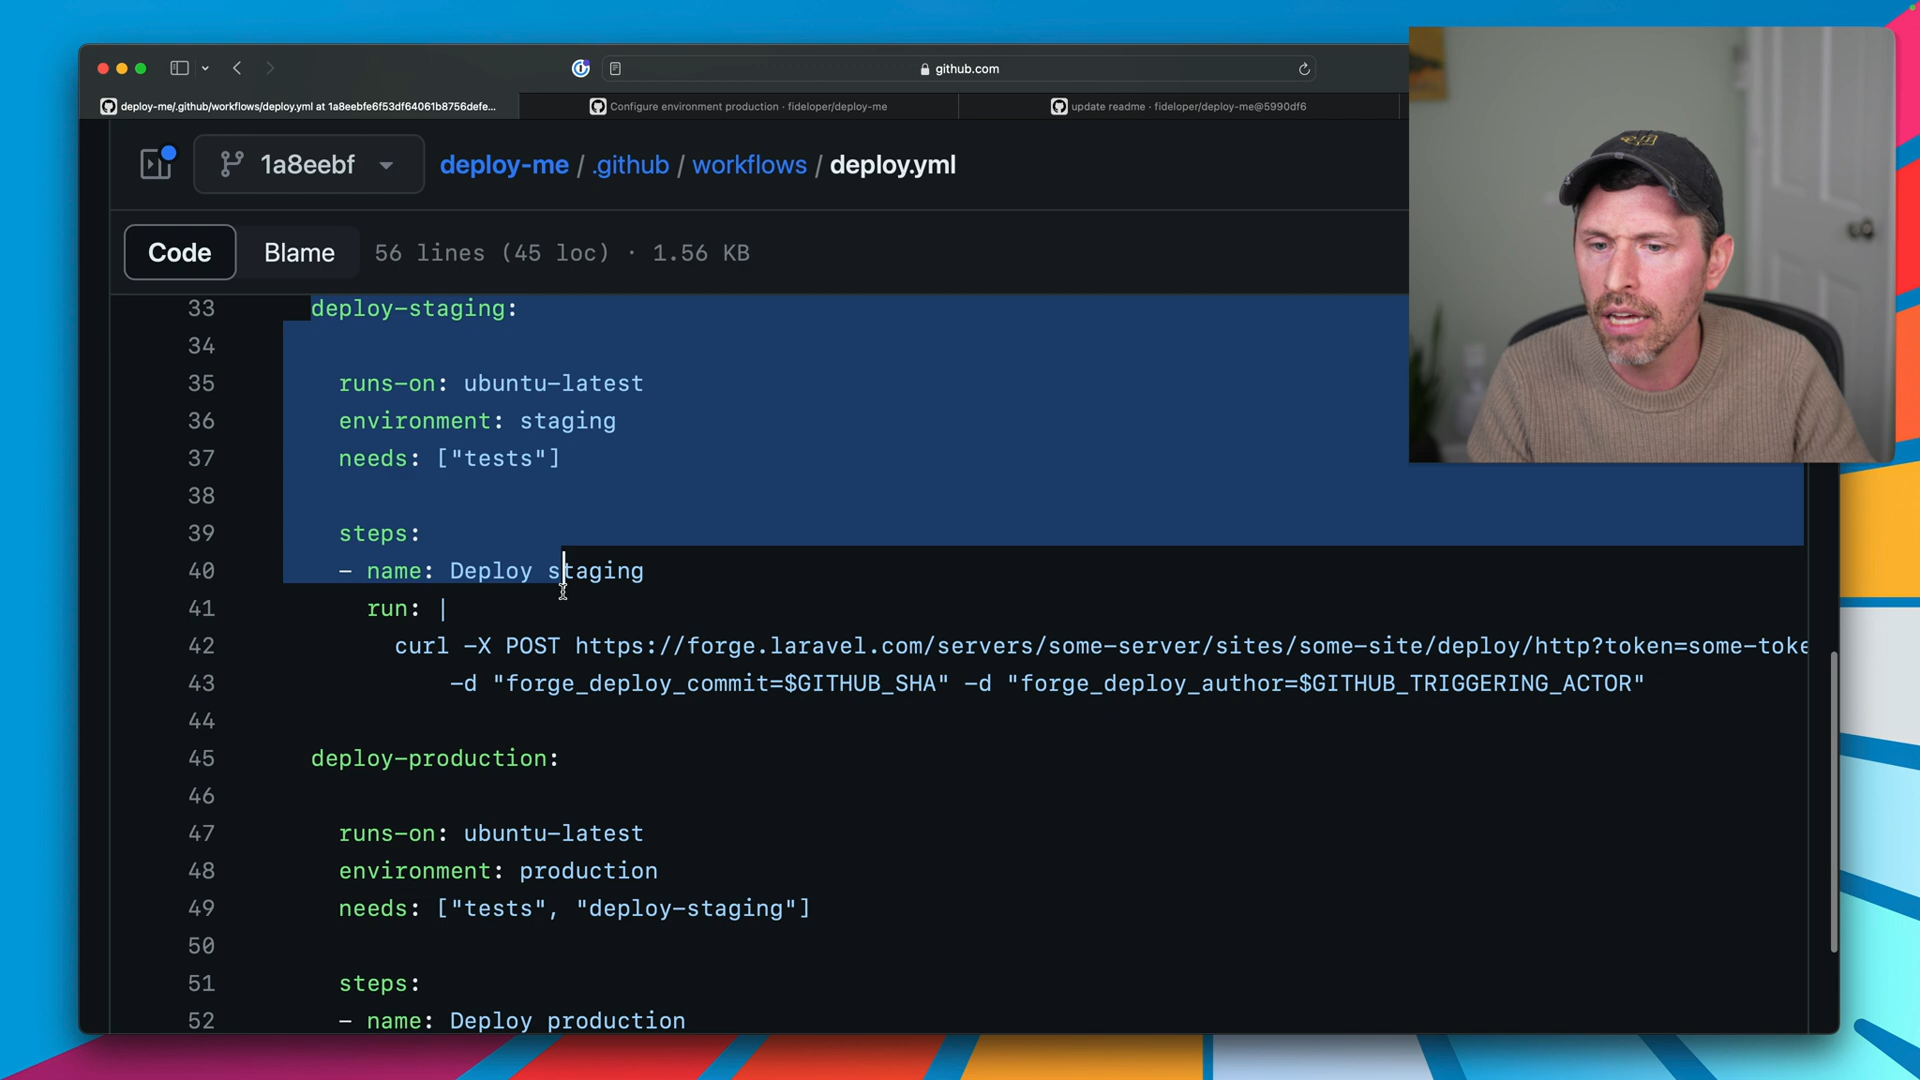 github.com
deploy-me/.github/workflows/deploy.yml at 1a8eebfe6f53df64061b8756defe...
Configure environment production · fideloper/deploy-me
update readme · fideloper/deploy-me@5990df6
1a8eebf
deploy-me / .github / workflows / deploy.yml
Code Blame 56 lines (45 loc) · 1.56 KB
33 deploy-staging:
34
35 runs-on: ubuntu-latest
36 environment: staging
37 needs: ["tests"]
38
39 steps:
40 - name: Deploy staging
41 run: |
42 curl -X POST https://forge.laravel.com/servers/some-server/sites/some-site/deploy/http?token=some-toke
43 -d "forge_deploy_commit=$GITHUB_SHA" -d "forge_deploy_author=$GITHUB_TRIGGERING_ACTOR"
44
45 deploy-production:
46
47 runs-on: ubuntu-latest
48 environment: production
49 needs: ["tests", "deploy-staging"]
50
51 steps:
52 - name: Deploy production